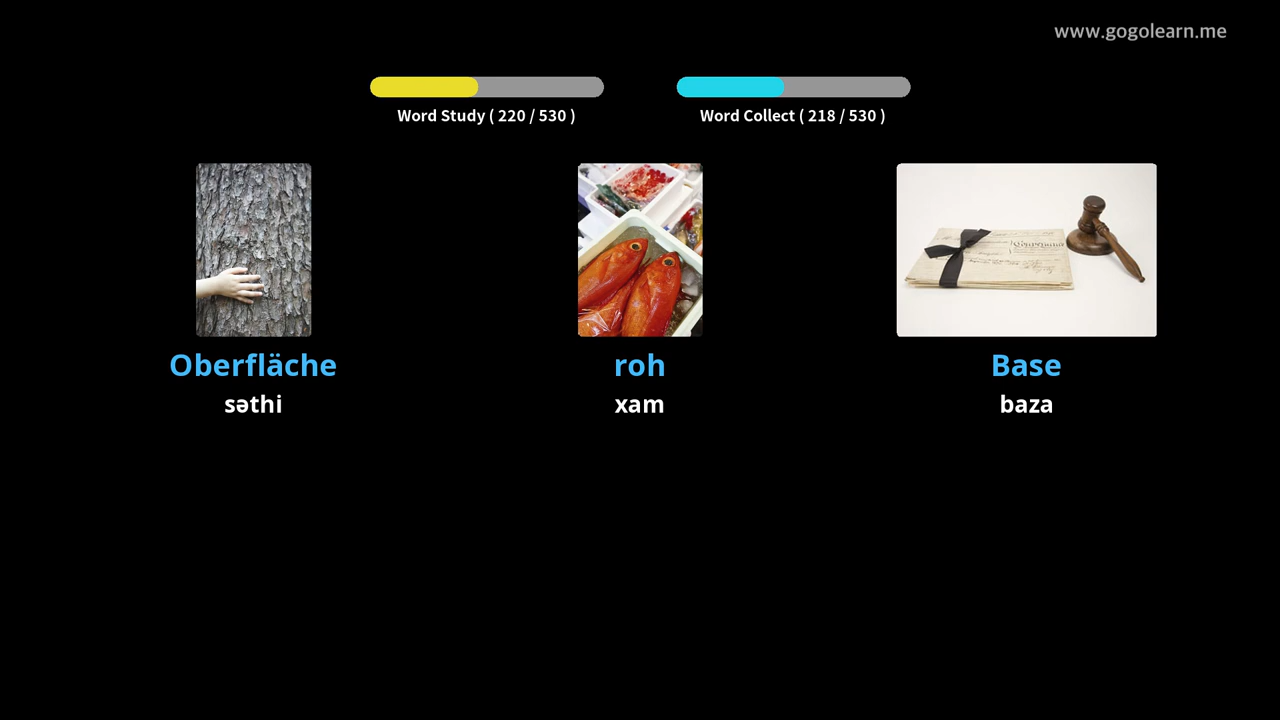 www.gogolearn.me
Word Study ( 220 / 530 )
Word Collect ( 218 / 530 )
Oberfläche
səthi
roh
xam
Base
baza